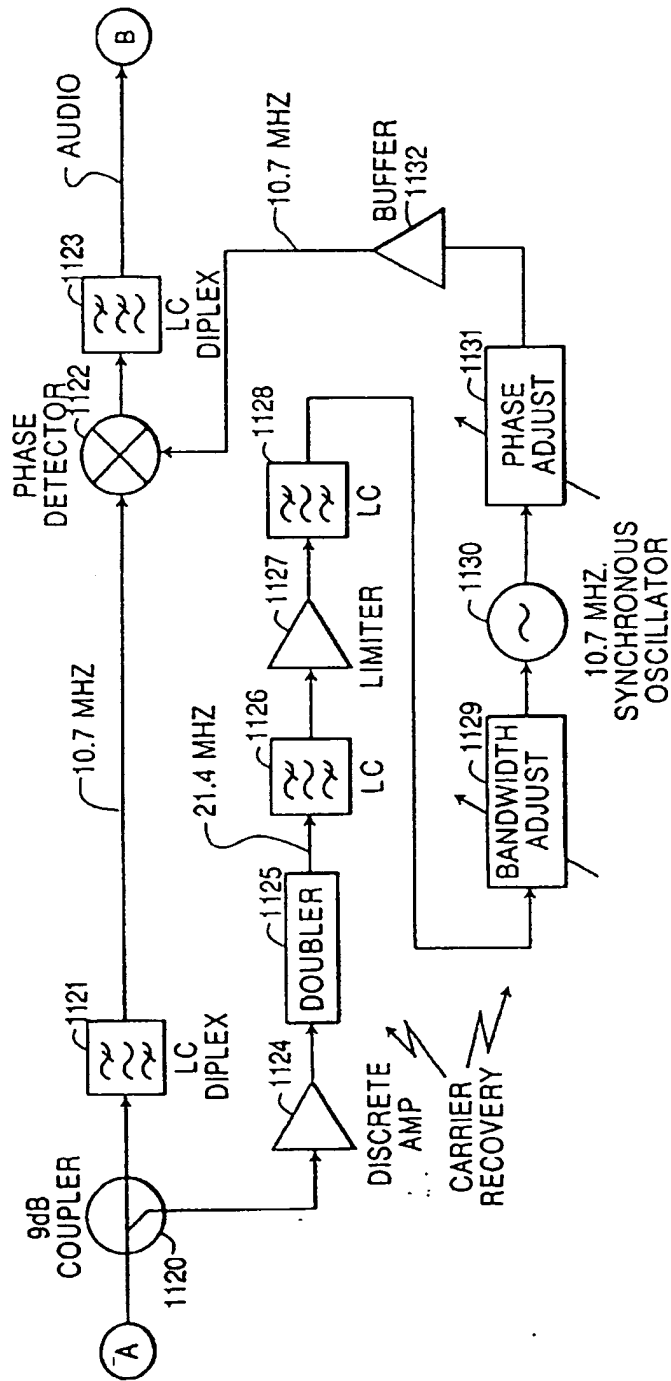 A
9dB
COUPLER
1120
1121
LC
DIPLEX
10.7 MHZ
PHASE
DETECTOR
1122
1123
LC
DIPLEX
AUDIO
B
1124
DISCRETE
AMP
1125
DOUBLER
21.4 MHZ
1126
LC
1127
LIMITER
1128
LC
CARRIER
RECOVERY
1129
BANDWIDTH
ADJUST
1130
10.7 MHZ.
SYNCHRONOUS
OSCILLATOR
1131
PHASE
ADJUST
BUFFER
1132
10.7 MHZ